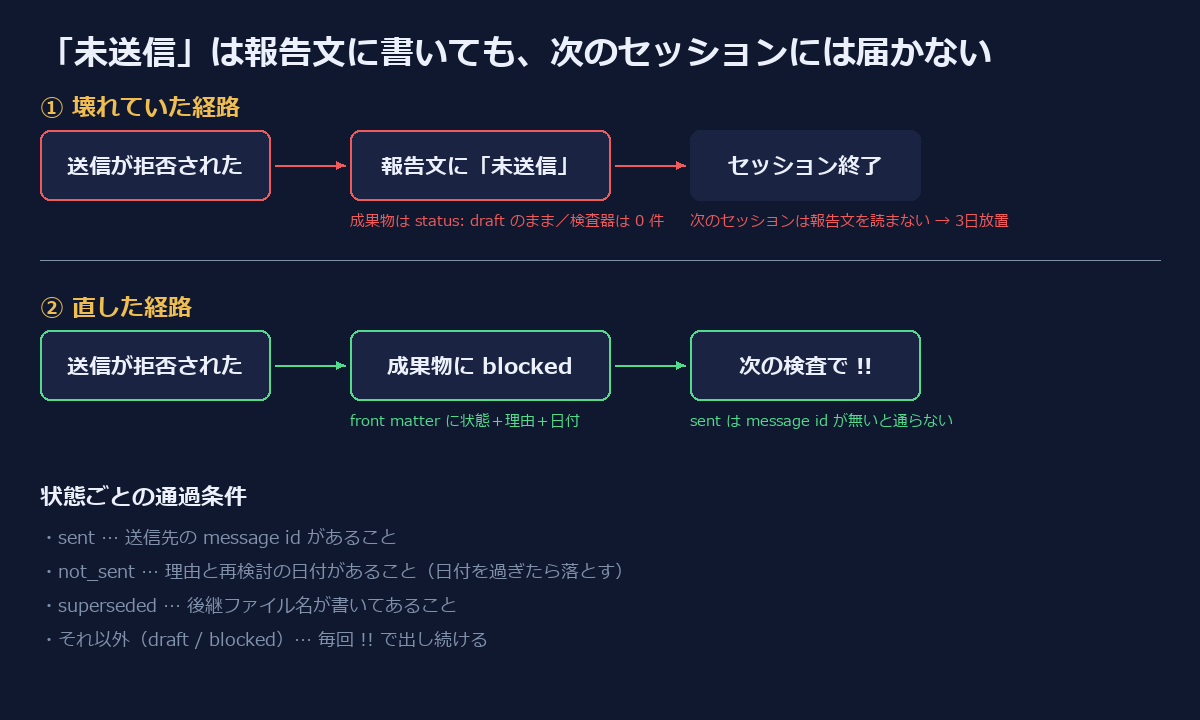 「未送信」は報告文に書いても、次のセッションには届かない
① 壊れていた経路
送信が拒否された
報告文に「未送信」
セッション終了
成果物は status: draft のまま／検査器は 0 件
次のセッションは報告文を読まない → 3日放置
② 直した経路
送信が拒否された
成果物に blocked
次の検査で !!
front matter に状態＋理由＋日付
sent は message id が無いと通らない
状態ごとの通過条件
・sent … 送信先の message id があること
・not_sent … 理由と再検討の日付があること（日付を過ぎたら落とす）
・superseded … 後継ファイル名が書いてあること
・それ以外（draft / blocked）… 毎回 !! で出し続ける